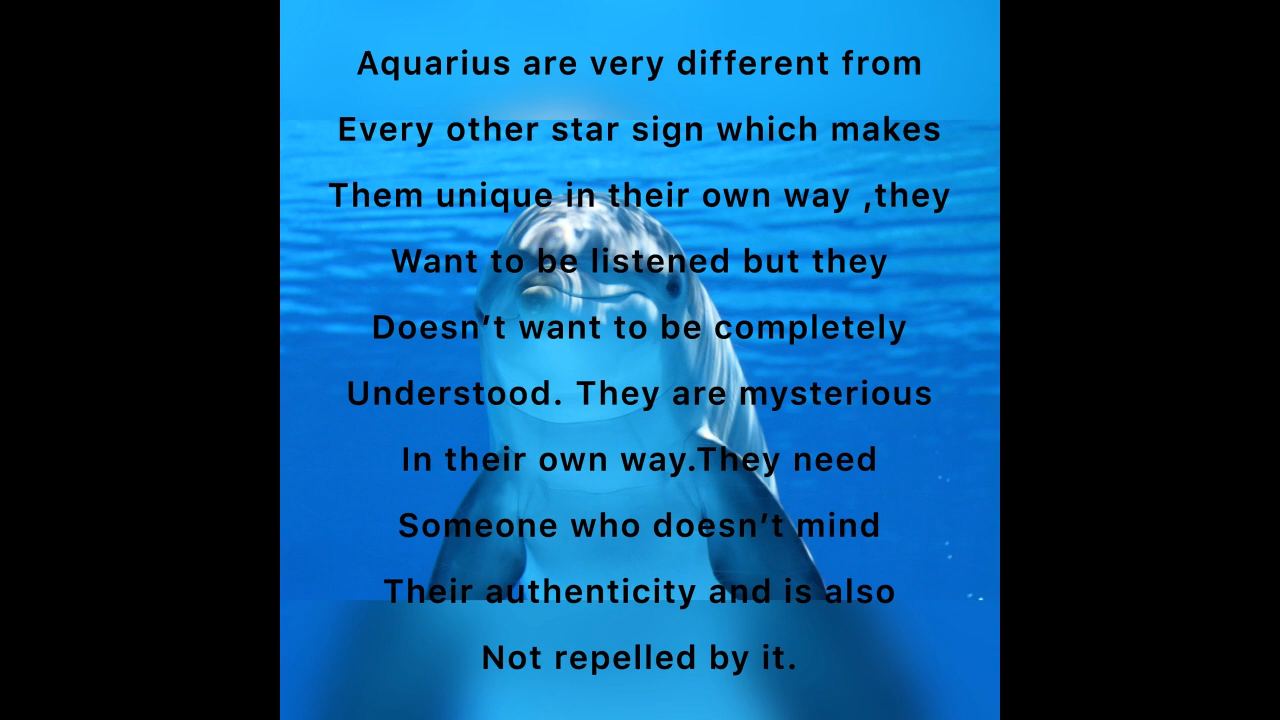 Aquarius are very different from
Every other star sign which makes
Them unique in their own way ,they
Want to be listened but they
Doesn’t want to be completely
Understood. They are mysterious
In their own way.They need
Someone who doesn’t mind
Their authenticity and is also
Not repelled by it.